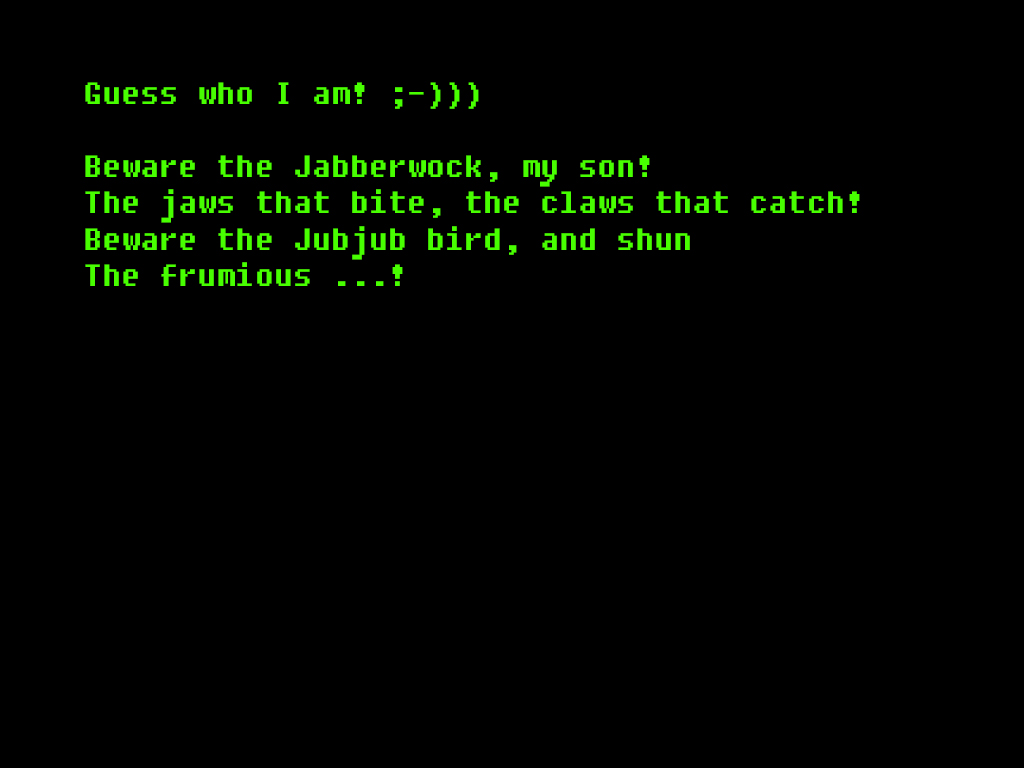 Guess who I am! ;-)))
Beware the Jabberwock, my son!
The jaws that bite, the claws that catch!
Beware the Jubjub bird, and shun
The frumious ...!